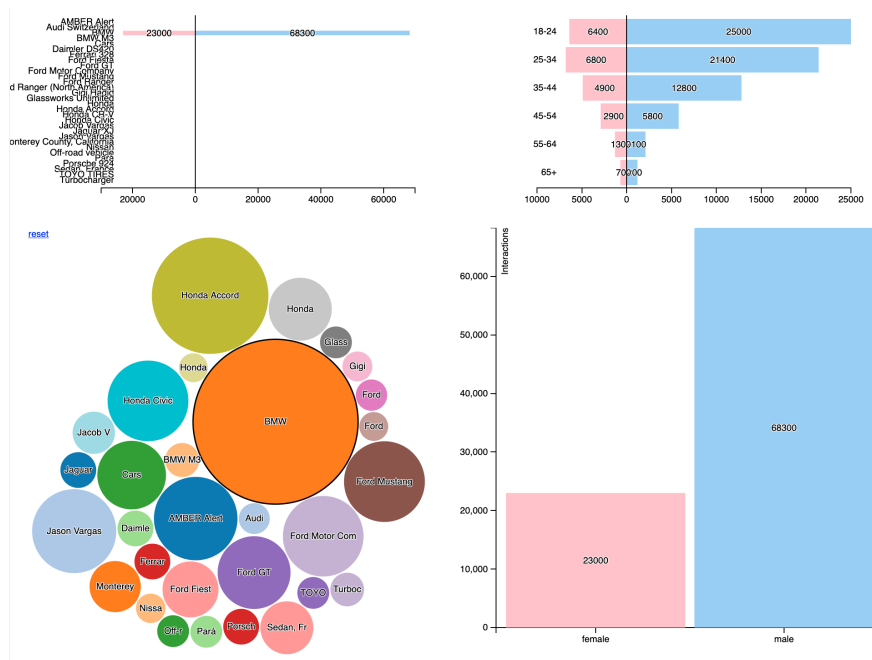 AMBER Alert
Audi Switzerland
BMW
BMW M3
Cars
Daimler DS420
Ferrari 328
Ford Fiesta
Ford GT
Ford Motor Company
Ford Mustang
Ford Ranger
d Ranger (North America)
Gigi Hadid
Glassworks Unlimited
Honda
Honda Accord
Honda CR-V
Honda Civic
Jacob Vargas
Jaguar XJ
Jason Vargas
onterey County, California
Nissan
Off-road vehicle
Pará
Porsche 924
Sedan, France
TOYO TIRES
Turbocharger
23000 68300
20000 0 20000 40000 60000
18-24 6400 25000
25-34 6800 21400
35-44 4900 12800
45-54 2900 5800
55-64
65+
10000 5000 0 5000 10000 15000 20000 25000
reset
Honda Accord
Honda
Glass
Gigi
Honda
Ford
Honda Civic
BMW
Ford
Jacob V
BMW M3
Jaguar
Cars
Ford Mustang
AMBER Alert
Audi
Jason Vargas
Daimle
Ford Motor Com
Ferrar
Ford GT
Monterey
Ford Fiest
TOYO
Turboc
Nissa
Off-r
Pará
Porsch
Sedan, Fr
Interactions
60,000
50,000
40,000
30,000
20,000
10,000
0
68300
23000
female male